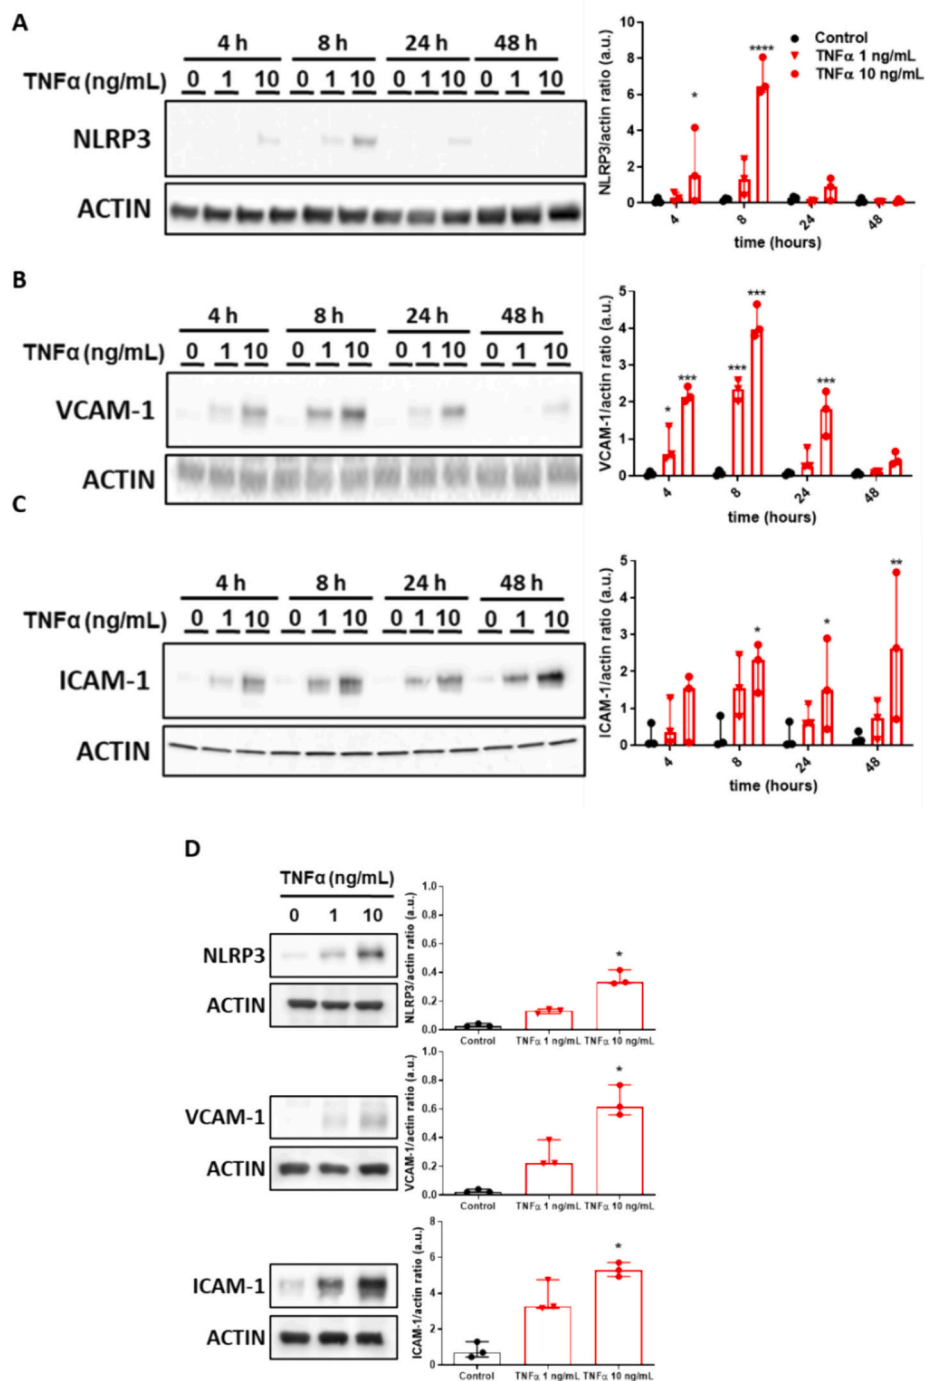 A
4 h 8 h 24 h 48 h
TNFα (ng/mL) 0 1 10 0 1 10 0 1 10 0 1 10
NLRP3
ACTIN
NLRP3/actin ratio (a.u.)
10
8
6
4
2
0
* ****
Control
TNFα 1 ng/mL
TNFα 10 ng/mL
4 8 24 48
time (hours)
B
4 h 8 h 24 h 48 h
TNFα (ng/mL) 0 1 10 0 1 10 0 1 10 0 1 10
VCAM-1
ACTIN
VCAM-1/actin ratio (a.u.)
5
4
3
2
1
0
* *** *** *** ***
4 8 24 48
time (hours)
C
4 h 8 h 24 h 48 h
TNFα (ng/mL) 0 1 10 0 1 10 0 1 10 0 1 10
ICAM-1
ACTIN
ICAM-1/actin ratio (a.u.)
5
4
3
2
1
0
* * **
4 8 24 48
time (hours)
D
TNFα (ng/mL)
0 1 10
NLRP3
ACTIN
NLRP3/actin ratio (a.u.)
1.0
0.8
0.6
0.4
0.2
0.0
*
Control TNFα 1 ng/mL TNFα 10 ng/mL
VCAM-1
ACTIN
VCAM-1/actin ratio (a.u.)
1.0
0.8
0.6
0.4
0.2
0.0
*
Control TNFα 1 ng/mL TNFα 10 ng/mL
ICAM-1
ACTIN
ICAM-1/actin ratio (a.u.)
8
6
4
2
0
*
Control TNFα 1 ng/mL TNFα 10 ng/mL